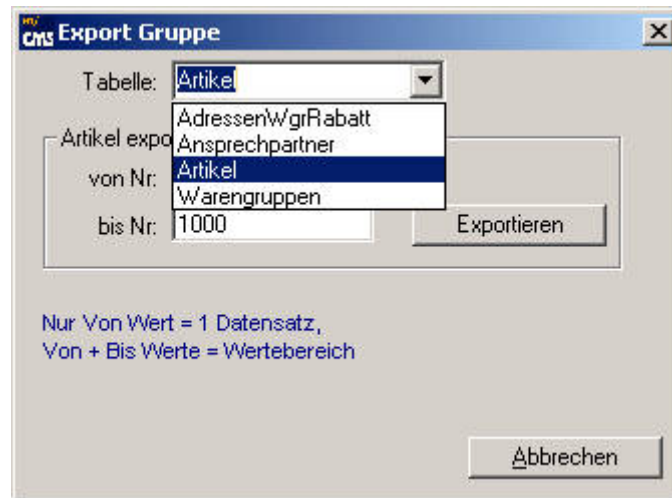 my/
CMS Export Gruppe
Tabelle: Artikel
AdressenWgrRabatt
Artikel expo Ansprechpartner
Artikel
von Nr:
Warengruppen
bis Nr: 1000 Exportieren
Nur Von Wert = 1 Datensatz,
Von + Bis Werte = Wertebereich
Abbrechen